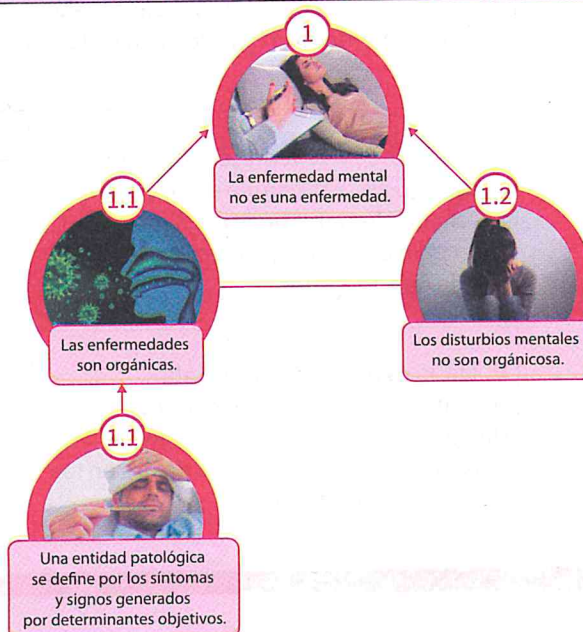 1
La enfermedad mental
no es una enfermedad.
1.1
Las enfermedades
son orgánicas.
1.2
Los disturbios mentales
no son orgánicosa.
1.1
Una entidad patológica
se define por los síntomas
y signos generados
por determinantes objetivos.